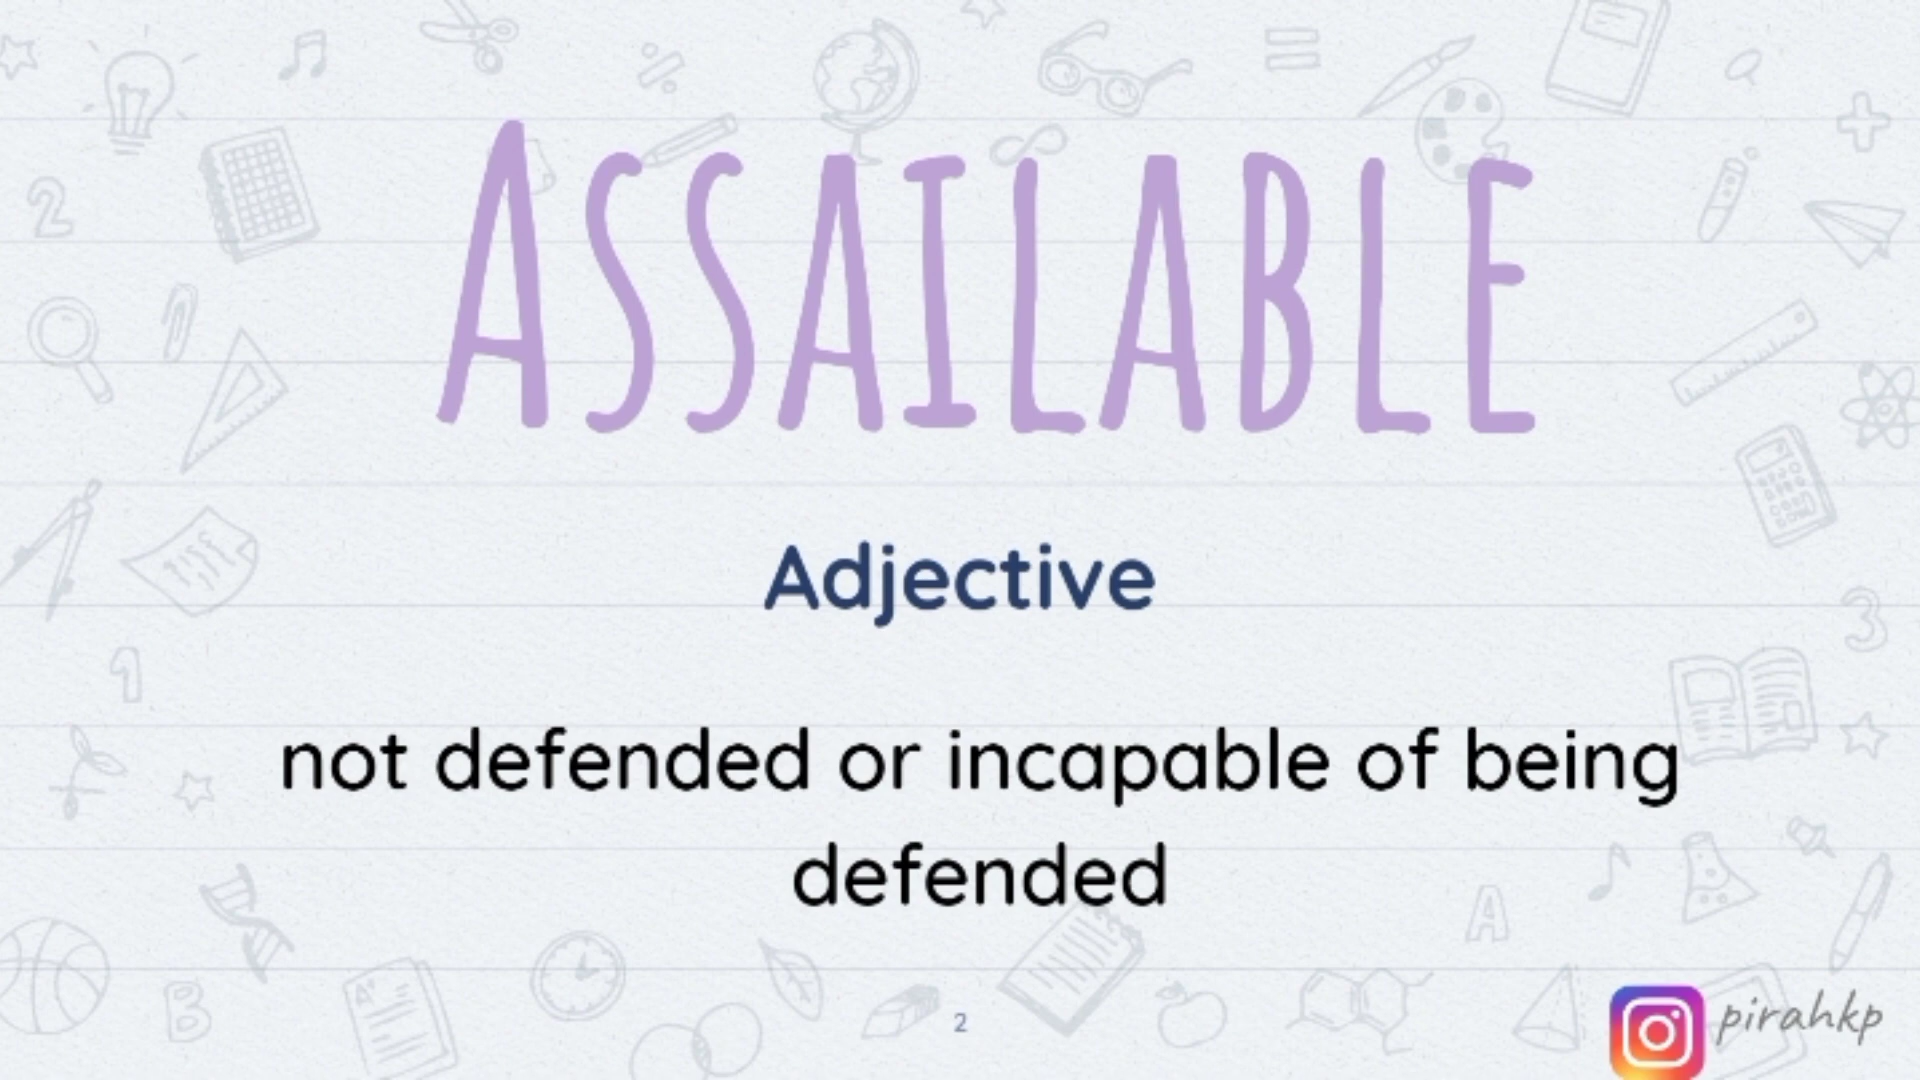 ASSAILABLE
Adjective
not defended or incapable of being
defended
2
pirahkp